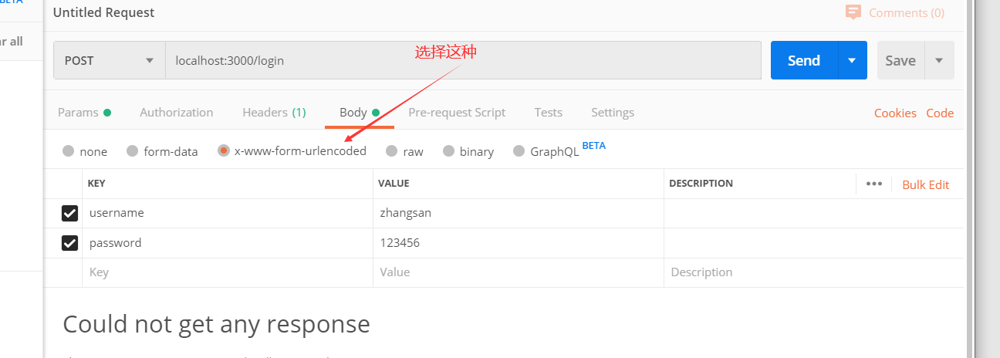 BETA
Untitled Request
Comments (0)
ar all
POST
localhost:3000/login
选择这种
Send
Save
Params
Authorization
Headers (1)
Body
Pre-request Script
Tests
Settings
Cookies
Code
none
form-data
x-www-form-urlencoded
raw
binary
GraphQL
BETA
KEY
VALUE
DESCRIPTION
Bulk Edit
username
zhangsan
password
123456
Key
Value
Description
Could not get any response